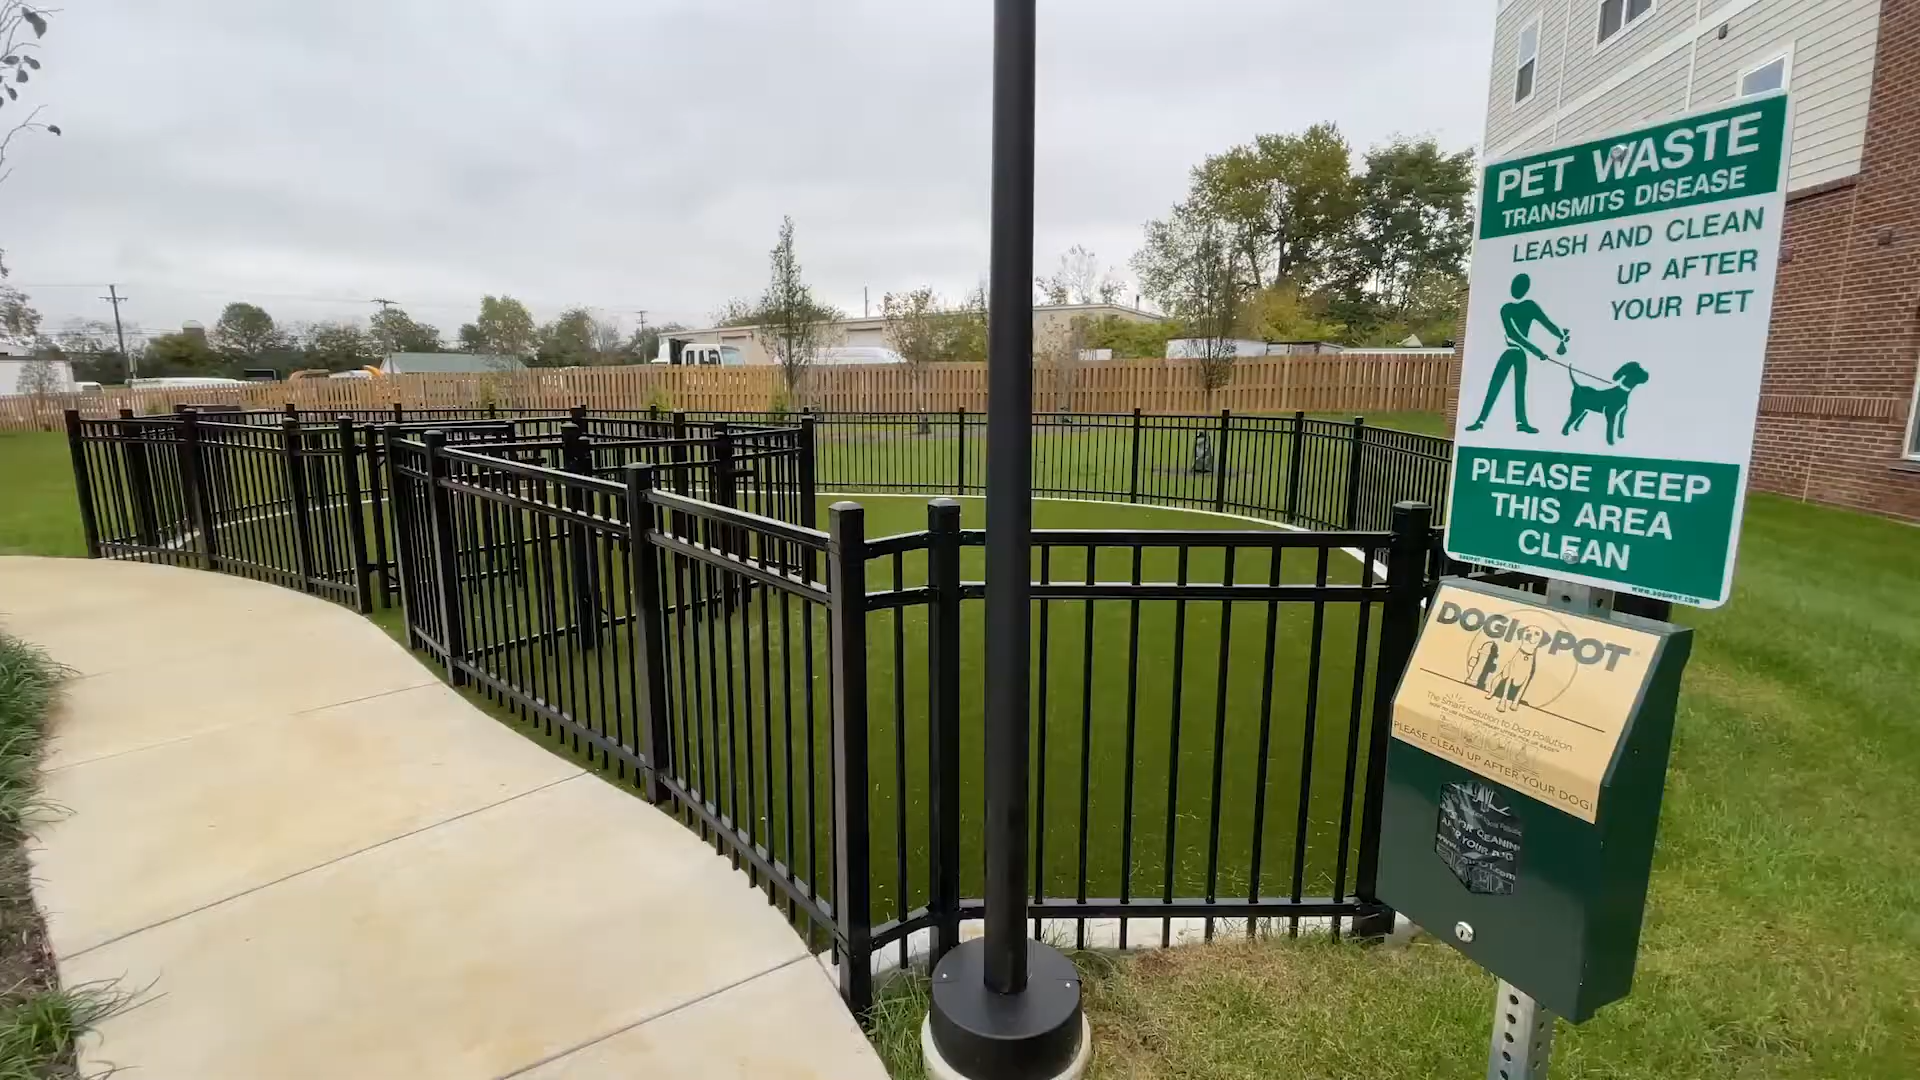 PET WASTE
TRANSMITS DISEASE
LEASH AND CLEAN
UP AFTER
YOUR PET
PLEASE KEEP
THIS AREA
CLEAN
WWW.DOGIPOT.COM
DOGIPOT
The Smart Solution to Dog Pollution
PLEASE CLEAN UP AFTER YOUR DOG!
YOUR